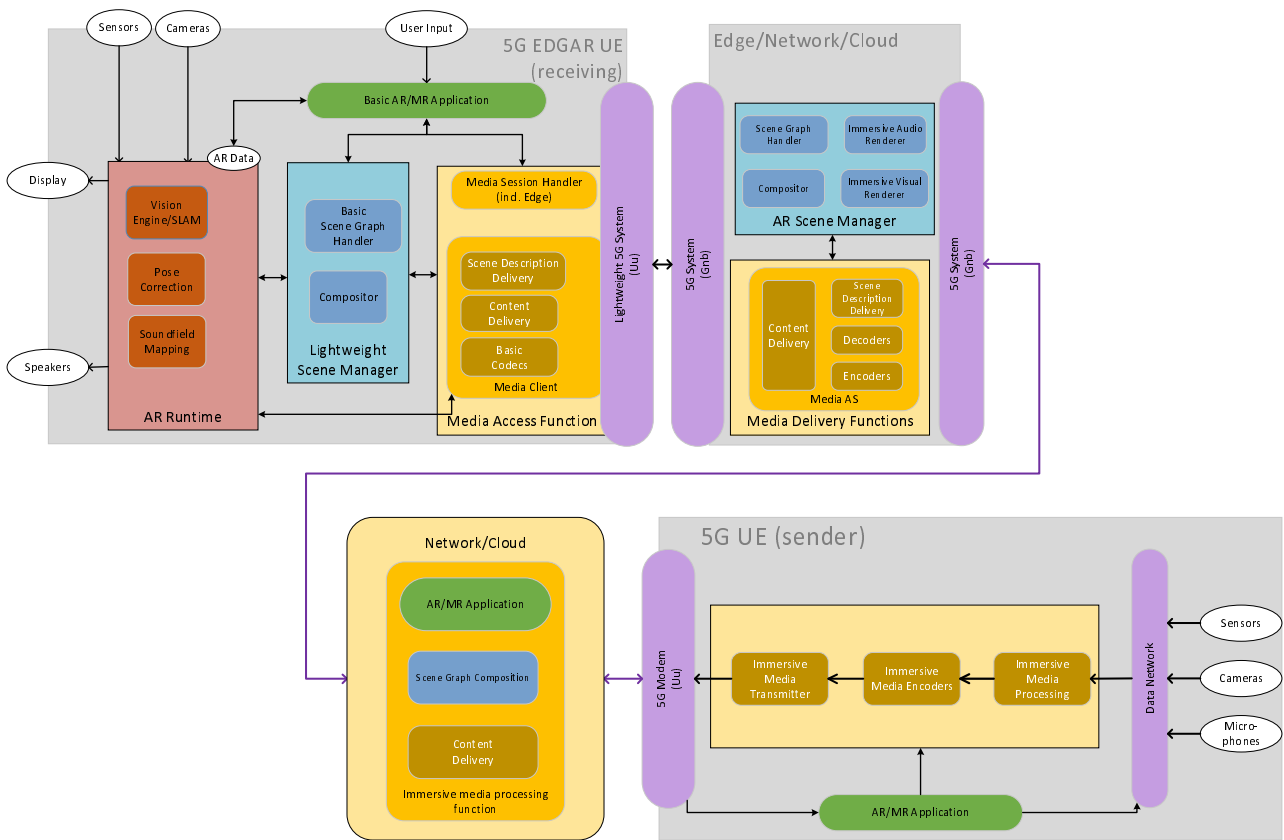 Sensors
Cameras
User Input
5G EDGAR UE
(receiving)
Basic AR/MR Application
AR Data
Display
Speakers
Vision
Engine/SLAM
Pose
Correction
Soundfield
Mapping
AR Runtime
Basic
Scene Graph
Handler
Compositor
Lightweight
Scene Manager
Media Session Handler
(incl. Edge)
Scene Description
Delivery
Content
Delivery
Basic
Codecs
Media Client
Media Access Function
Lightweight 5G System
(Uu)
5G System
(Gnb)
Edge/Network/Cloud
Scene Graph
Handler
Immersive Audio
Renderer
Compositor
Immersive Visual
Renderer
AR Scene Manager
Content
Delivery
Scene
Description
Delivery
Decoders
Encoders
Media AS
Media Delivery Functions
5G System
(Gnb)
Network/Cloud
AR/MR Application
Scene Graph Composition
Content
Delivery
Immersive media processing
function
5G UE (sender)
5G Modem
(Uu)
Immersive
Media
Transmitter
Immersive
Media Encoders
Immersive
Media
Processing
Data Network
Sensors
Cameras
Micro-
phones
AR/MR Application